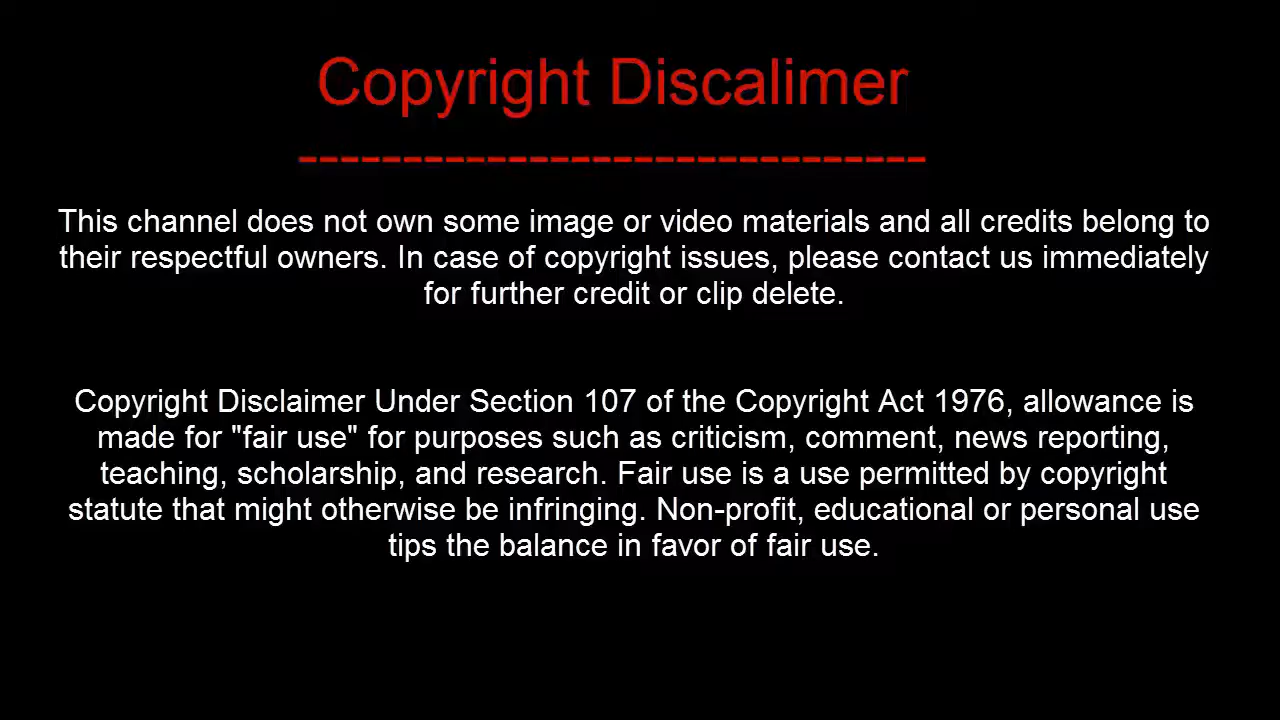 Copyright Discalimer
------------------------------
This channel does not own some image or video materials and all credits belong to
their respectful owners. In case of copyright issues, please contact us immediately
for further credit or clip delete.
Copyright Disclaimer Under Section 107 of the Copyright Act 1976, allowance is
made for "fair use" for purposes such as criticism, comment, news reporting,
teaching, scholarship, and research. Fair use is a use permitted by copyright
statute that might otherwise be infringing. Non-profit, educational or personal use
tips the balance in favor of fair use.